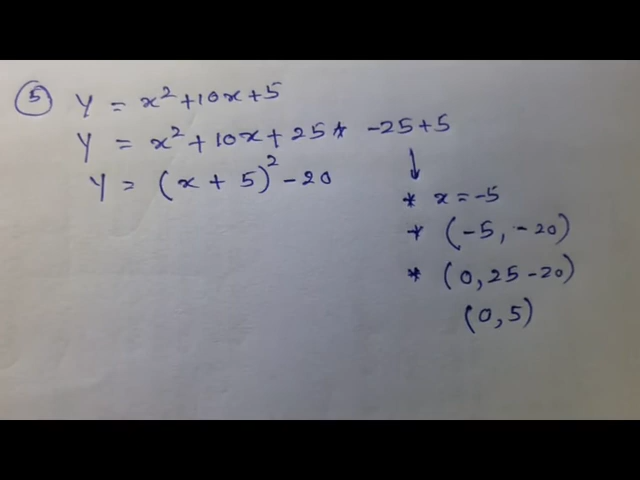 ⑤ y = x² + 10x + 5
y = x² + 10x + 25 * -25 + 5
y = (x + 5)² - 20
↓
* x = -5
* (-5, -20)
* (0, 25 - 20)
(0, 5)